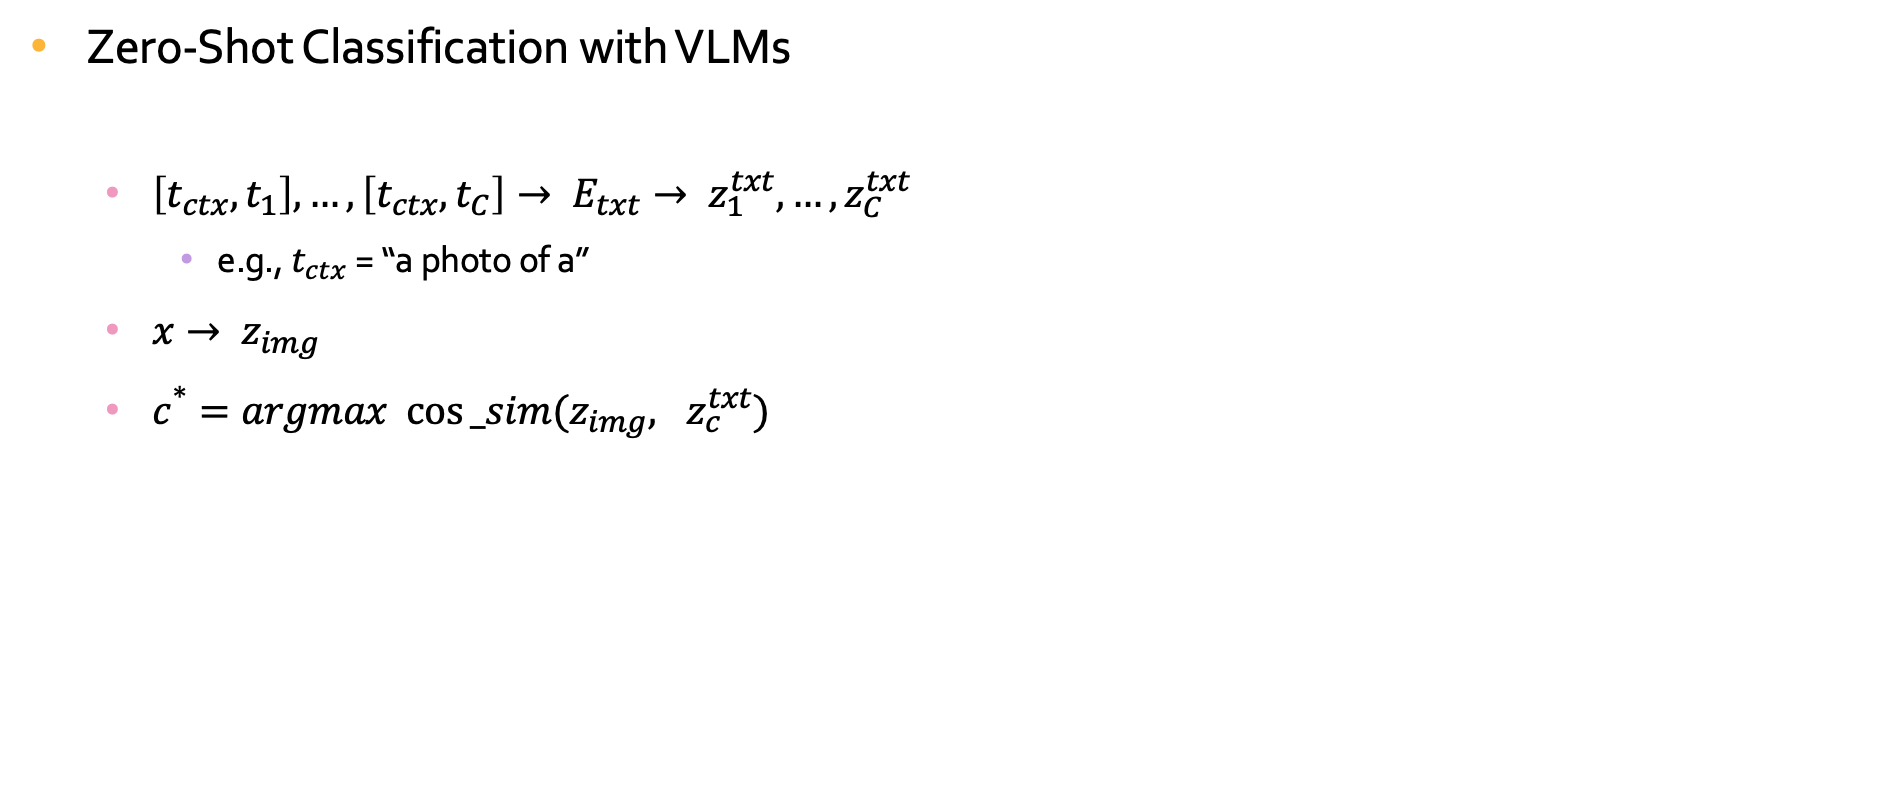 • Zero-Shot Classification with VLMs
• [t_ctx, t_1], …, [t_ctx, t_C] → E_txt → z_1^txt, …, z_C^txt
• e.g., t_ctx = “a photo of a”
• x → z_img
• c^* = argmax cos_sim(z_img, z_c^txt)